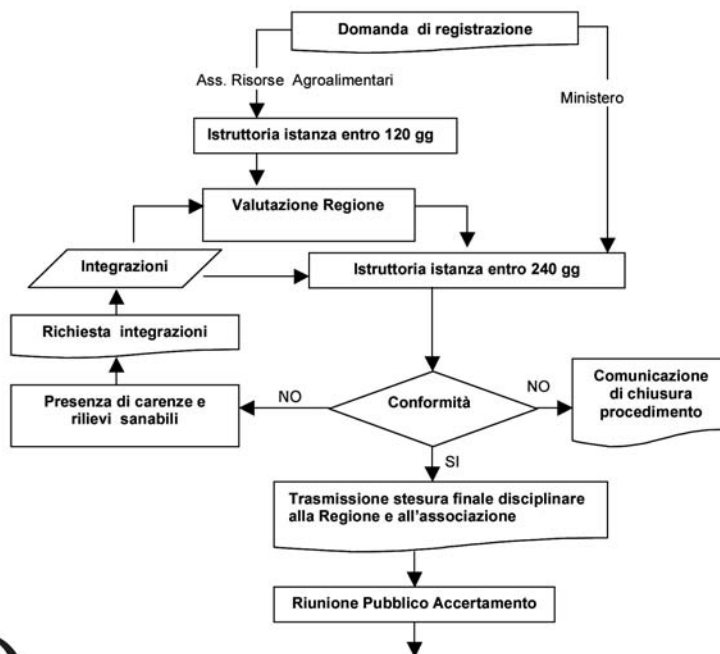 Domanda di registrazione
Ass. Risorse Agroalimentari
Ministero
Istruttoria istanza entro 120 gg
Valutazione Regione
Integrazioni
Istruttoria istanza entro 240 gg
Richiesta integrazioni
Presenza di carenze e
rilievi sanabili
NO
Conformità
NO
Comunicazione
di chiusura
procedimento
SI
Trasmissione stesura finale disciplinare
alla Regione e all'associazione
Riunione Pubblico Accertamento